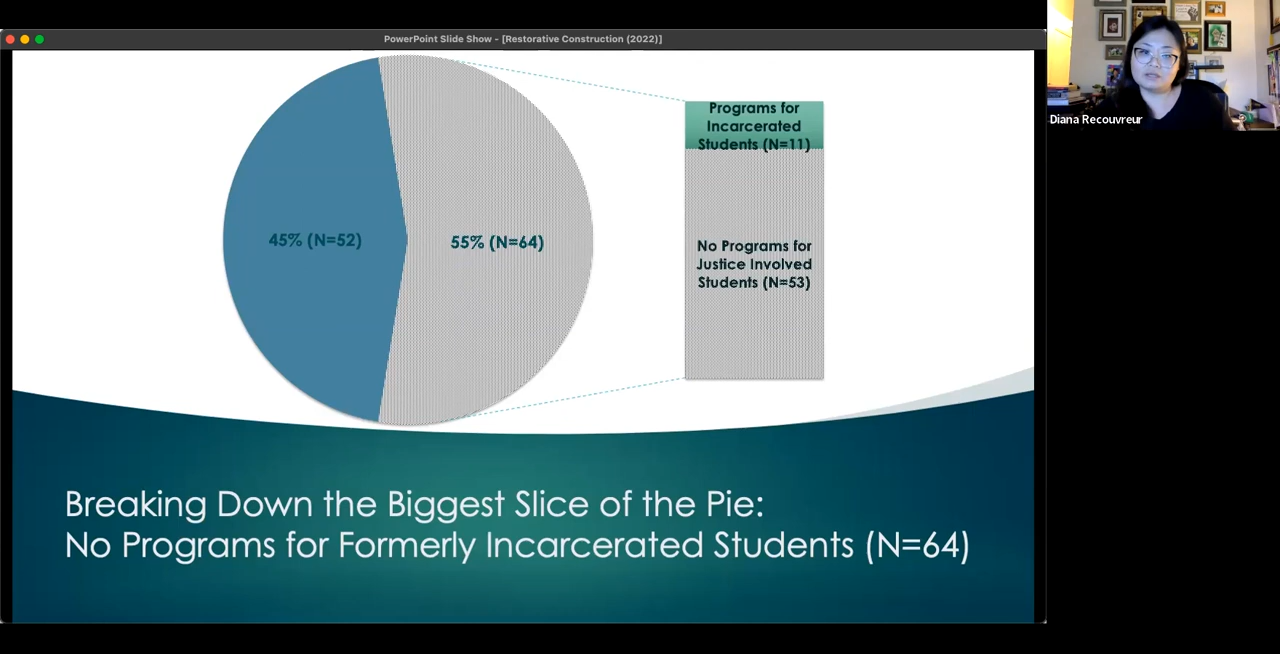 PowerPoint Slide Show - [Restorative Construction (2022)]
Diana Recouvreur
45% (N=52)
55% (N=64)
Programs for
Incarcerated
Students (N=11)
No Programs for
Justice Involved
Students (N=53)
Breaking Down the Biggest Slice of the Pie:
No Programs for Formerly Incarcerated Students (N=64)